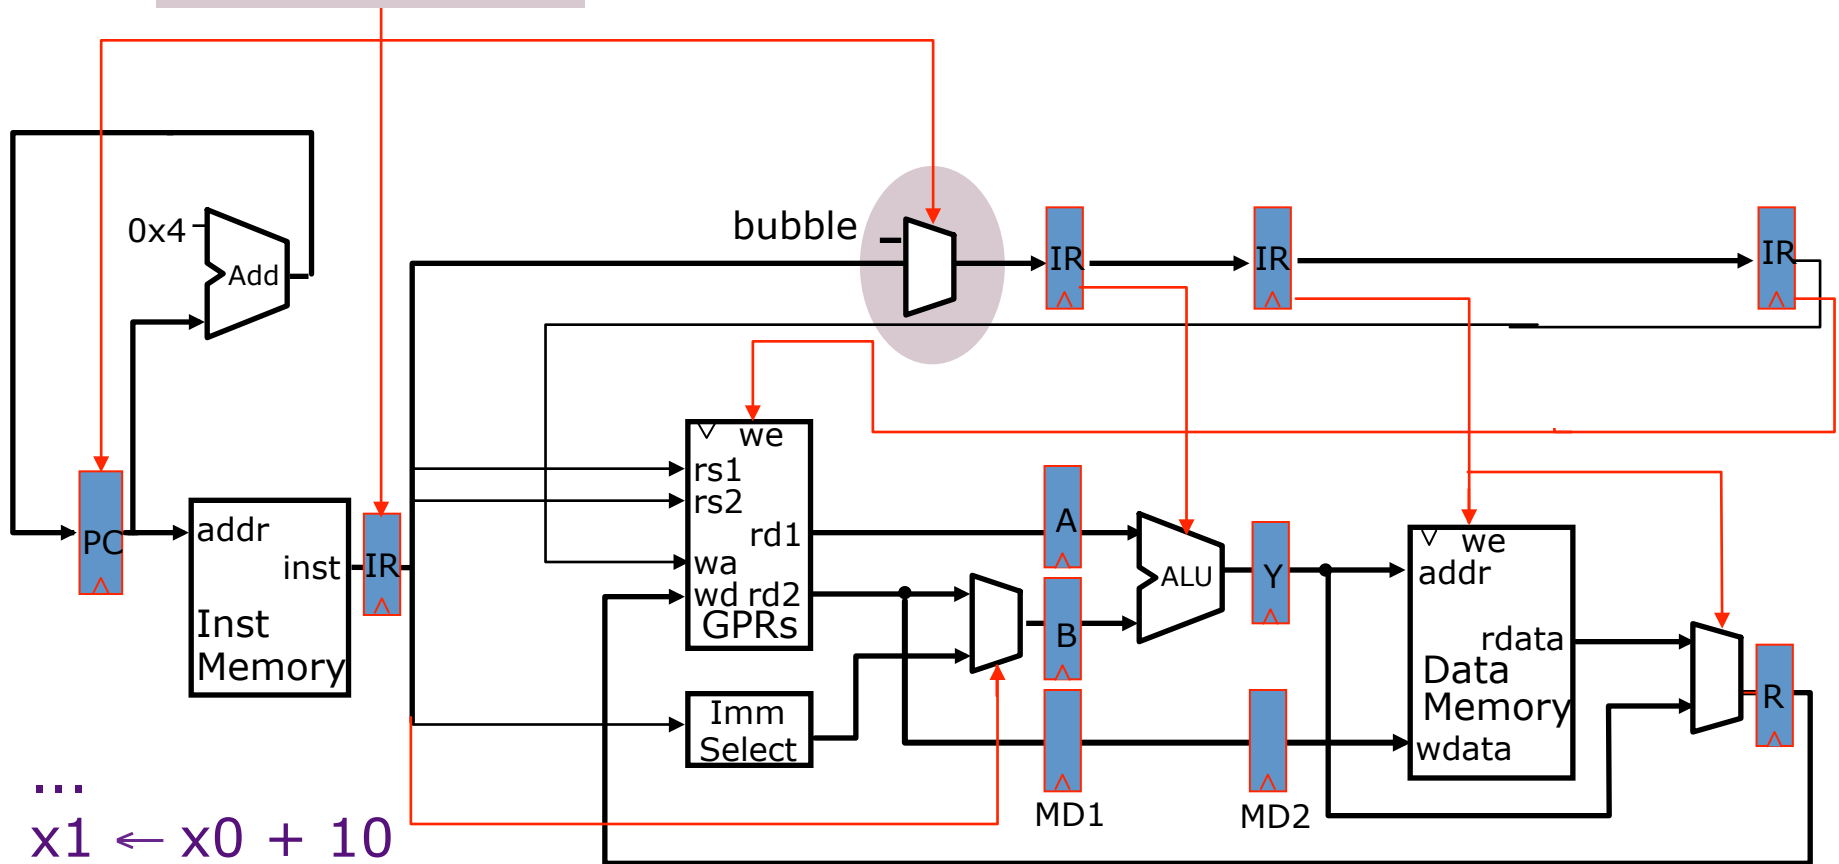 bubble
0x4
Add
IR
IR
IR
we
rs1
rs2
rd1
wa
wd rd2
GPRs
PC
addr
inst
Inst
Memory
IR
A
B
ALU
Y
we
addr
rdata
Data
Memory
wdata
R
Imm
Select
MD1
MD2
...
x1 ← x0 + 10